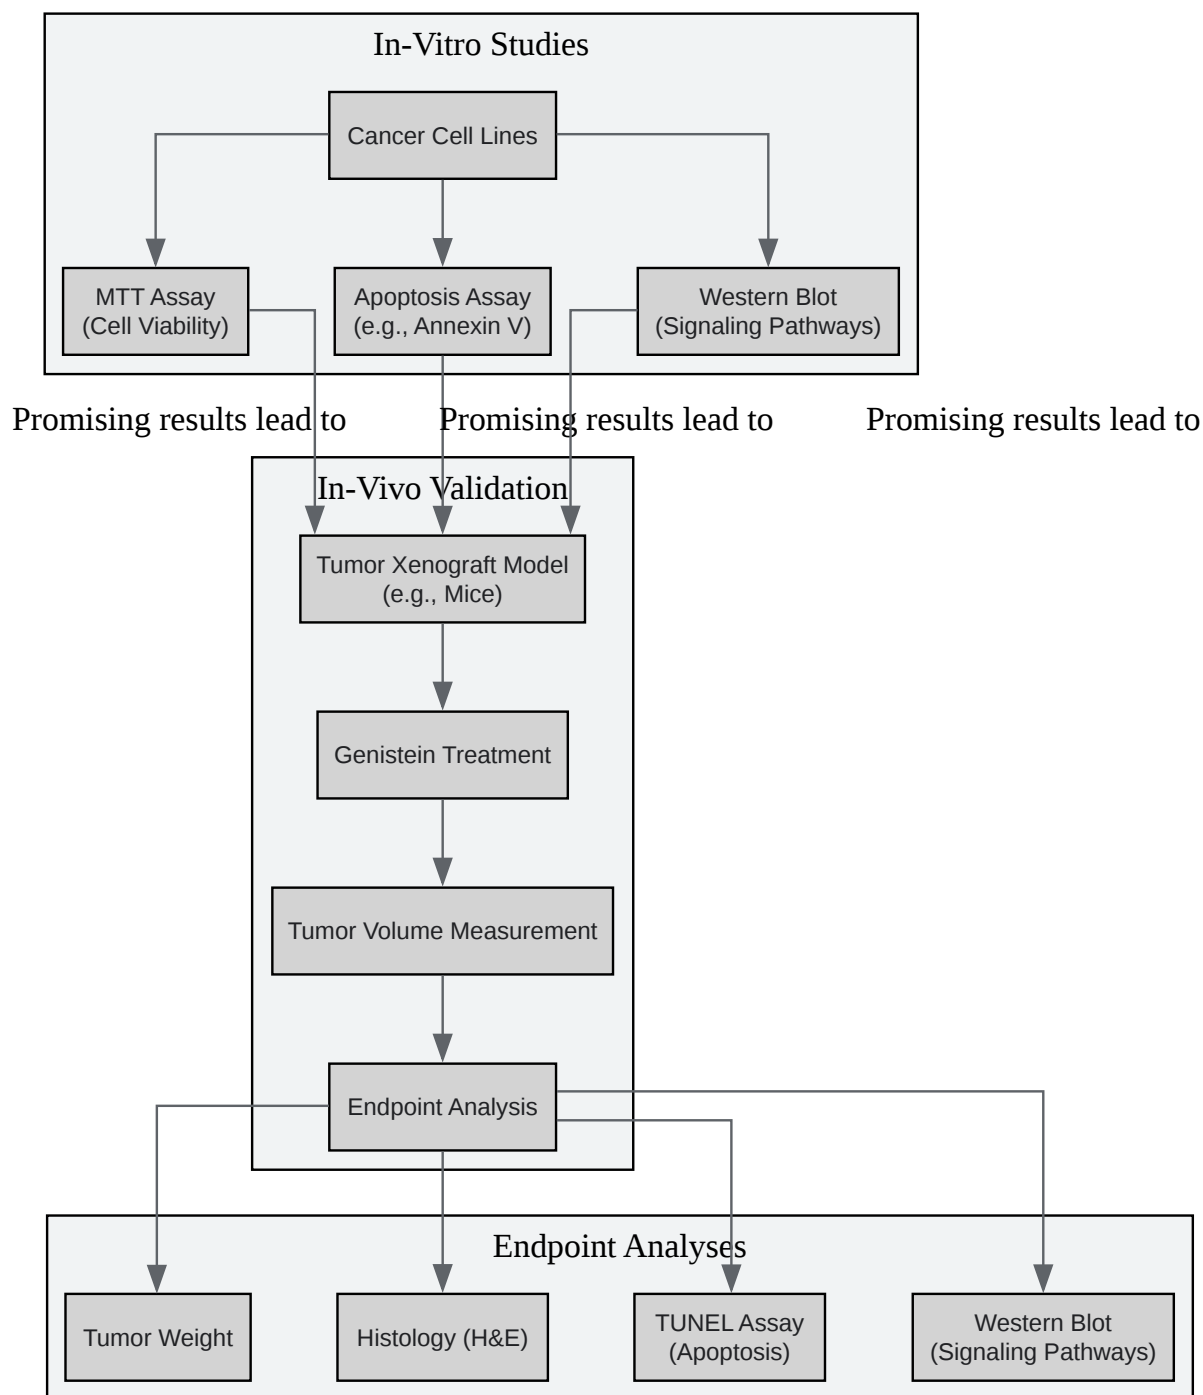 In-Vitro Studies
Cancer Cell Lines
MTT Assay
(Cell Viability)
Apoptosis Assay
(e.g., Annexin V)
Western Blot
(Signaling Pathways)
Promising results lead to
Promising results lead to
Promising results lead to
In-Vivo Validation
Tumor Xenograft Model
(e.g., Mice)
Genistein Treatment
Tumor Volume Measurement
Endpoint Analysis
Endpoint Analyses
Tumor Weight
Histology (H&E)
TUNEL Assay
(Apoptosis)
Western Blot
(Signaling Pathways)